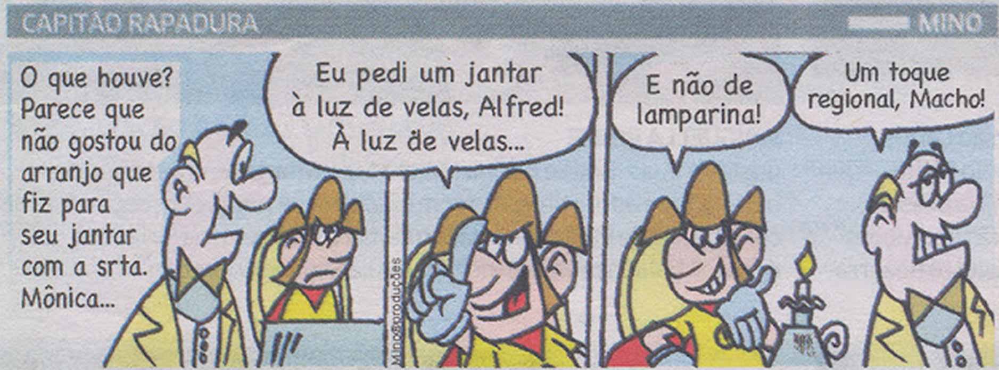 CAPITÃO RAPADURA
MINO
O que houve?
Parece que
não gostou do
arranjo que
fiz para
seu jantar
com a srta.
Mônica...
Eu pedi um jantar
à luz de velas, Alfred!
À luz de velas...
E não de
lamparina!
Um toque
regional, Macho!
Mino®produções